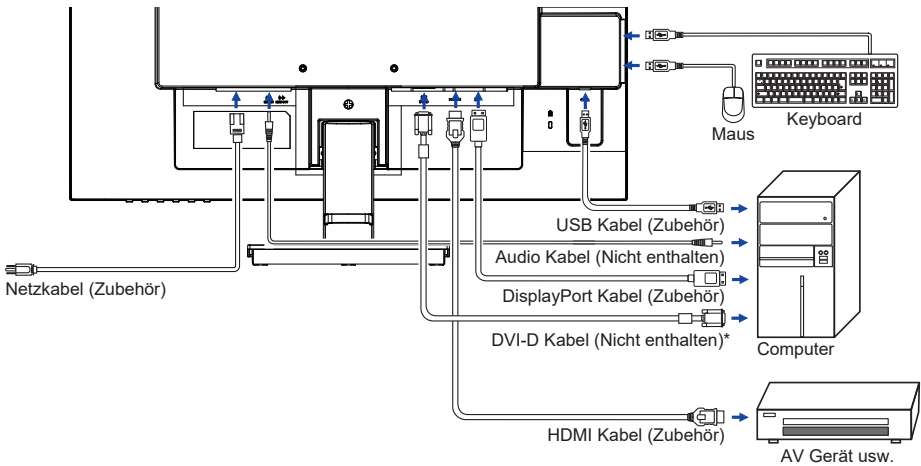 Maus
Keyboard
USB Kabel (Zubehör)
Audio Kabel (Nicht enthalten)
Netzkabel (Zubehör)
DisplayPort Kabel (Zubehör)
DVI-D Kabel (Nicht enthalten)*
Computer
HDMI Kabel (Zubehör)
AV Gerät usw.